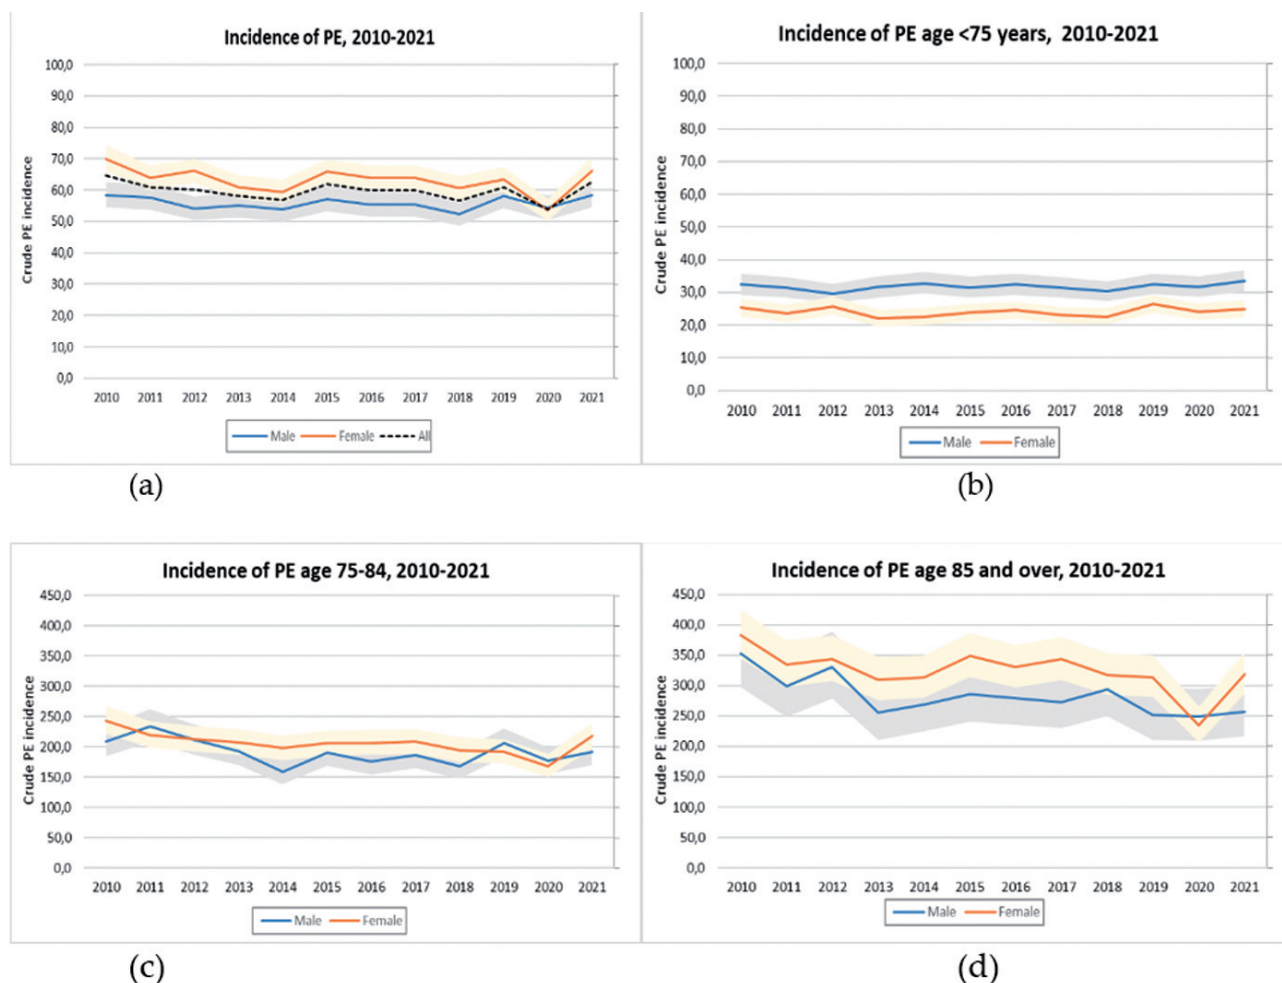 Incidence of PE, 2010-2021
100,0
90,0
80,0
70,0
60,0
50,0
40,0
30,0
20,0
10,0
0,0
Crude PE incidence
2010 2011 2012 2013 2014 2015 2016 2017 2018 2019 2020 2021
Male Female All
(a)
Incidence of PE age <75 years, 2010-2021
100,0
90,0
80,0
70,0
60,0
50,0
40,0
30,0
20,0
10,0
0,0
Crude PE incidence
2010 2011 2012 2013 2014 2015 2016 2017 2018 2019 2020 2021
Male Female
(b)
Incidence of PE age 75-84, 2010-2021
450,0
400,0
350,0
300,0
250,0
200,0
150,0
100,0
50,0
0,0
Crude PE incidence
2010 2011 2012 2013 2014 2015 2016 2017 2018 2019 2020 2021
Male Female
(c)
Incidence of PE age 85 and over, 2010-2021
450,0
400,0
350,0
300,0
250,0
200,0
150,0
100,0
50,0
0,0
Crude PE incidence
2010 2011 2012 2013 2014 2015 2016 2017 2018 2019 2020 2021
Male Female
(d)